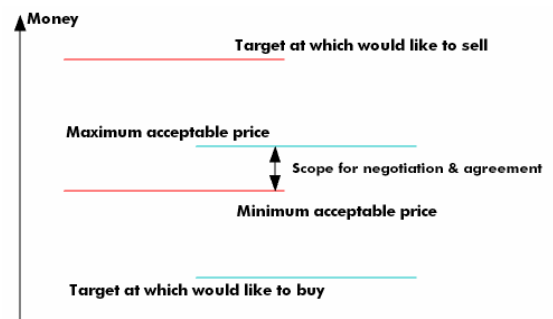 Money
Target at which would like to sell
Maximum acceptable price
Scope for negotiation & agreement
Minimum acceptable price
Target at which would like to buy